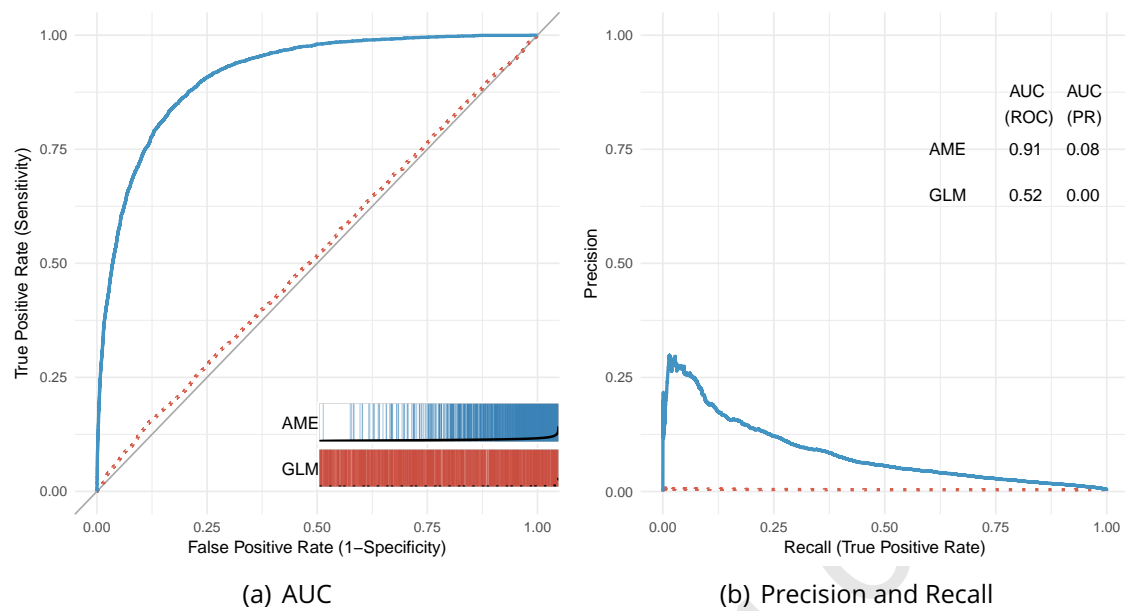 1.00
0.75
0.50
0.25
0.00
True Positive Rate (Sensitivity)
AME
GLM
0.00 0.25 0.50 0.75 1.00
False Positive Rate (1−Specificity)
(a) AUC
1.00
0.75
0.50
0.25
0.00
Precision
AUC AUC
(ROC) (PR)
AME 0.91 0.08
GLM 0.52 0.00
0.00 0.25 0.50 0.75 1.00
Recall (True Positive Rate)
(b) Precision and Recall